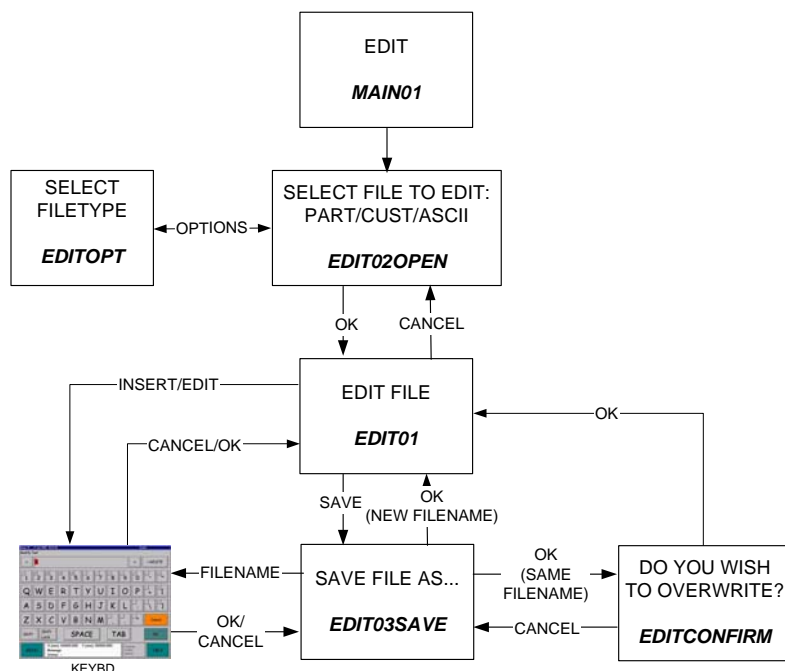 EDIT
MAIN01
SELECT
FILETYPE
EDITOPT
OPTIONS
SELECT FILE TO EDIT:
PART/CUST/ASCII
EDIT02OPEN
OK
CANCEL
INSERT/EDIT
EDIT FILE
EDIT01
OK
CANCEL/OK
SAVE
OK
(NEW FILENAME)
FILENAME
SAVE FILE AS...
EDIT03SAVE
OK
(SAME
FILENAME)
DO YOU WISH
TO OVERWRITE?
EDITCONFIRM
OK/
CANCEL
CANCEL
Q W E R T Y U I O P
A S D F G H J K L
Z X C V B N M
SPACE TAB
KEYBD